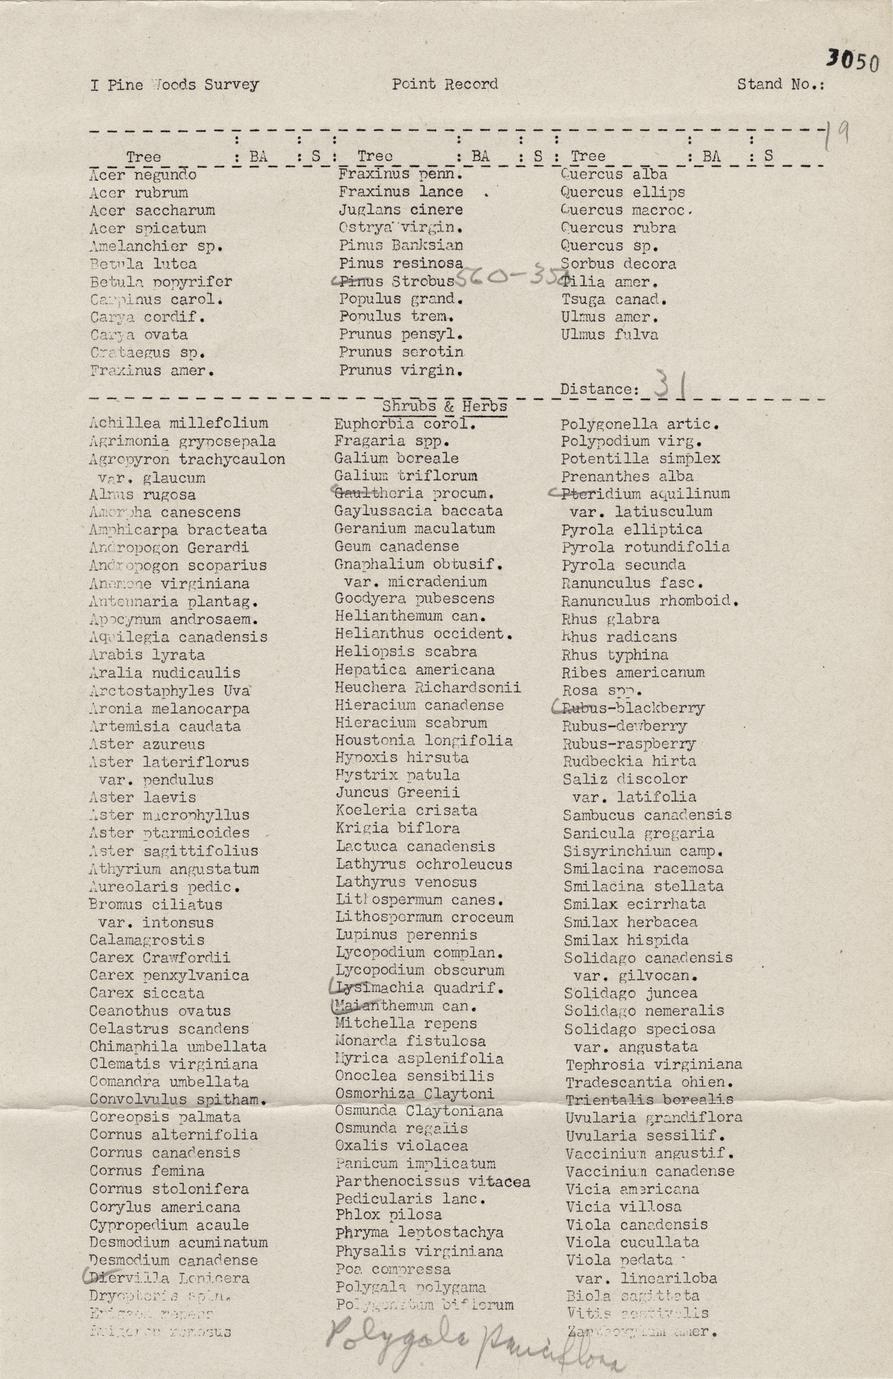 3050
I Pine Woods Survey Point Record Stand No.:
19
Tree : BA : S : Tree : BA : S : Tree : BA : S
Acer negundo
Acer rubrum
Acer saccharum
Acer spicatum
Amelanchier sp.
Betula lutea
Betula popyrifer
Carpinus carol.
Carya cordif.
Carya ovata
Crataegus sp.
Fraxinus amer.
Fraxinus penn.
Fraxinus lance
Juglans cinere
Ostrya virgin.
Pinus Banksian
Pinus resinosa
Pinus Strobus 560-35
Populus grand.
Populus trem.
Prunus pensyl.
Prunus serotin
Prunus virgin.
Quercus alba
Quercus ellips
Quercus macroc.
Quercus rubra
Quercus sp.
Sorbus decora
Tilia amer.
Tsuga canad.
Ulmus amer.
Ulmus fulva
Distance: 31
Shrubs & Herbs
Achillea millefolium
Agrimonia gryposepala
Agropyron trachycaulon
var. glaucum
Alnus rugosa
Amorpha canescens
Amphicarpa bracteata
Andropogon Gerardi
Andropogon scoparius
Anemone virginiana
Antennaria plantag.
Apocynum androsaem.
Aquilegia canadensis
Arabis lyrata
Aralia nudicaulis
Arctostaphyles Uva
Aronia melanocarpa
Artemisia caudata
Aster azureus
Aster lateriflorus
var. pendulus
Aster laevis
Aster macrophyllus
Aster ptarmicoides
Aster sagittifolius
Athyrium angustatum
Aureolaris pedic.
Bromus ciliatus
var. intonsus
Calamagrostis
Carex Crawfordii
Carex penxylvanica
Carex siccata
Ceanothus ovatus
Celastrus scandens
Chimaphila umbellata
Clematis virginiana
Comandra umbellata
Convolvulus spitham.
Coreopsis palmata
Cornus alternifolia
Cornus canadensis
Cornus femina
Cornus stolonifera
Corylus americana
Cypropedium acaule
Desmodium acuminatum
Desmodium canadense
Diervilla Lonicera
Dryopteris spin.
Erigeron ramosus
Euphorbia corol.
Fragaria spp.
Galium boreale
Galium triflorum
Gaultheria procum.
Gaylussacia baccata
Geranium maculatum
Geum canadense
Gnaphalium obtusif.
var. micradenium
Goodyera pubescens
Helianthemum can.
Helianthus occident.
Heliopsis scabra
Hepatica americana
Heuchera Richardsonii
Hieracium canadense
Hieracium scabrum
Houstonia longifolia
Hypoxis hirsuta
Hystrix patula
Juncus Greenii
Koeleria crisata
Krigia biflora
Lactuca canadensis
Lathyrus ochroleucus
Lathyrus venosus
Lithospermum canes.
Lithospermum croceum
Lupinus perennis
Lycopodium complan.
Lycopodium obscurum
Lysimachia quadrif.
Maianthemum can.
Mitchella repens
Monarda fistulosa
Myrica asplenifolia
Onoclea sensibilis
Osmorhiza Claytoni
Osmunda Claytoniana
Osmunda regalis
Oxalis violacea
Panicum implicatum
Parthenocissus vitacea
Pedicularis lanc.
Phlox pilosa
Phryma leptostachya
Physalis virginiana
Poa compressa
Polygala polygama
Polygonatum biflorum
Polygala pauciflora
Polygonella artic.
Polypodium virg.
Potentilla simplex
Prenanthes alba
Pteridium aquilinum
var. latiusculum
Pyrola elliptica
Pyrola rotundifolia
Pyrola secunda
Ranunculus fasc.
Ranunculus rhomboid.
Rhus glabra
Rhus radicans
Rhus typhina
Ribes americanum
Rosa spp.
Rubus-blackberry
Rubus-dewberry
Rubus-raspberry
Rudbeckia hirta
Saliz discolor
var. latifolia
Sambucus canadensis
Sanicula gregaria
Sisyrinchium camp.
Smilacina racemosa
Smilacina stellata
Smilax ecirrhata
Smilax herbacea
Smilax hispida
Solidago canadensis
var. gilvocan.
Solidago juncea
Solidago nemeralis
Solidago speciosa
var. angustata
Tephrosia virginiana
Tradescantia ohien.
Trientalis borealis
Uvularia grandiflora
Uvularia sessilif.
Vaccinium angustif.
Vaccinium canadense
Vicia americana
Vicia villosa
Viola canadensis
Viola cucullata
Viola pedata
var. lineariloba
Biola sagittata
Vitis aestivalis
Zanthoxylum amer.